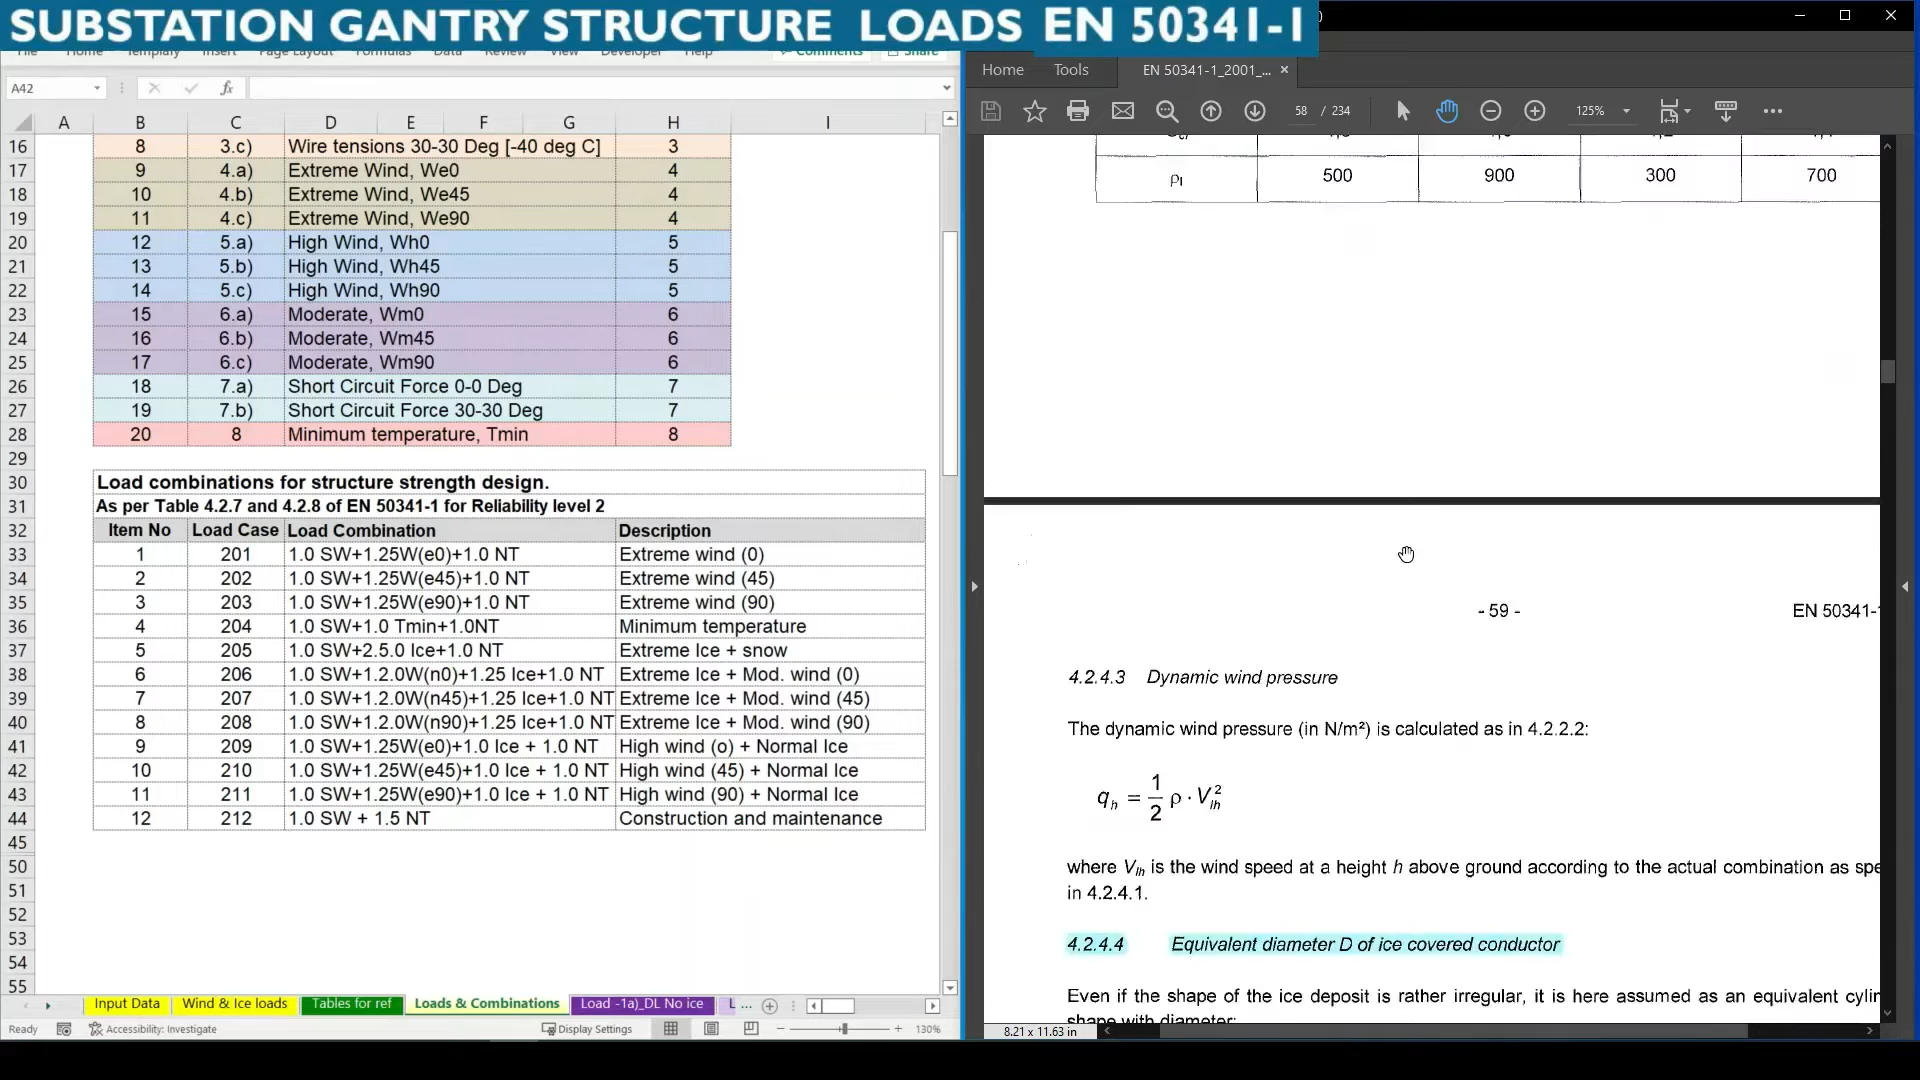 SUBSTATION GANTRY STRUCTURE LOADS EN 50341-1
File Home Template Insert Page Layout Formulas Data Review View Developer Help Comments Share
A42 fx
A B C D E F G H I
16 8 3.c) Wire tensions 30-30 Deg [-40 deg C] 3
17 9 4.a) Extreme Wind, We0 4
18 10 4.b) Extreme Wind, We45 4
19 11 4.c) Extreme Wind, We90 4
20 12 5.a) High Wind, Wh0 5
21 13 5.b) High Wind, Wh45 5
22 14 5.c) High Wind, Wh90 5
23 15 6.a) Moderate, Wm0 6
24 16 6.b) Moderate, Wm45 6
25 17 6.c) Moderate, Wm90 6
26 18 7.a) Short Circuit Force 0-0 Deg 7
27 19 7.b) Short Circuit Force 30-30 Deg 7
28 20 8 Minimum temperature, Tmin 8
29
30 Load combinations for structure strength design.
31 As per Table 4.2.7 and 4.2.8 of EN 50341-1 for Reliability level 2
32 Item No Load Case Load Combination Description
33 1 201 1.0 SW+1.25W(e0)+1.0 NT Extreme wind (0)
34 2 202 1.0 SW+1.25W(e45)+1.0 NT Extreme wind (45)
35 3 203 1.0 SW+1.25W(e90)+1.0 NT Extreme wind (90)
36 4 204 1.0 SW+1.0 Tmin+1.0NT Minimum temperature
37 5 205 1.0 SW+2.5.0 Ice+1.0 NT Extreme Ice + snow
38 6 206 1.0 SW+1.2.0W(n0)+1.25 Ice+1.0 NT Extreme Ice + Mod. wind (0)
39 7 207 1.0 SW+1.2.0W(n45)+1.25 Ice+1.0 NT Extreme Ice + Mod. wind (45)
40 8 208 1.0 SW+1.2.0W(n90)+1.25 Ice+1.0 NT Extreme Ice + Mod. wind (90)
41 9 209 1.0 SW+1.25W(e0)+1.0 Ice + 1.0 NT High wind (o) + Normal Ice
42 10 210 1.0 SW+1.25W(e45)+1.0 Ice + 1.0 NT High wind (45) + Normal Ice
43 11 211 1.0 SW+1.25W(e90)+1.0 Ice + 1.0 NT High wind (90) + Normal Ice
44 12 212 1.0 SW + 1.5 NT Construction and maintenance
45
50
51
52
53
54
55
Input Data Wind & Ice loads Tables for ref Loads & Combinations Load -1a)_DL No ice L ...
Ready Accessibility: Investigate Display Settings 130%
Home Tools EN 50341-1_2001_...
58 / 234 125%
ρI 500 900 300 700
- 59 - EN 50341-1
4.2.4.3 Dynamic wind pressure
The dynamic wind pressure (in N/m²) is calculated as in 4.2.2.2:
qh = 1/2 ρ · VIh²
where VIh is the wind speed at a height h above ground according to the actual combination as spe
in 4.2.4.1.
4.2.4.4 Equivalent diameter D of ice covered conductor
Even if the shape of the ice deposit is rather irregular, it is here assumed as an equivalent cylin
shape with diameter:
8.21 x 11.63 in